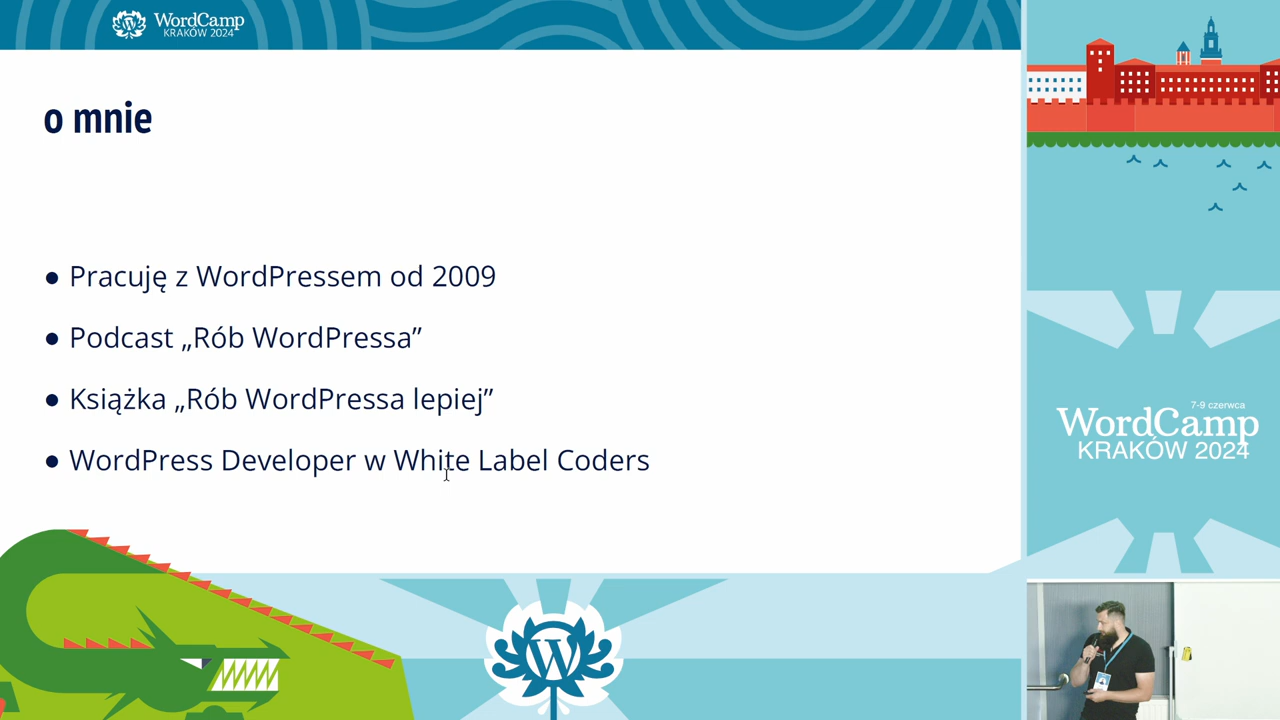 WordCamp
KRAKÓW 2024
o mnie
● Pracuję z WordPressem od 2009
● Podcast „Rób WordPressa”
● Książka „Rób WordPressa lepiej”
● WordPress Developer w White Label Coders
7-9 czerwca
WordCamp
KRAKÓW 2024
W